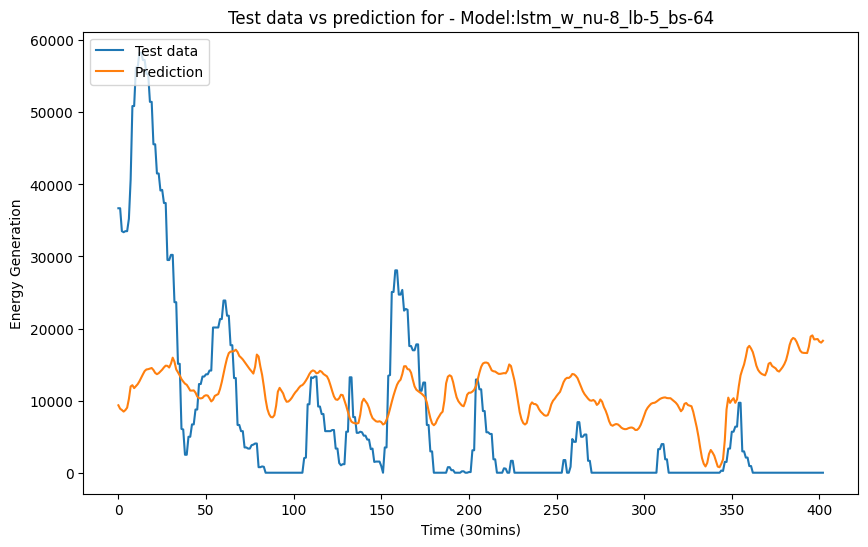 Test data vs prediction for - Model:lstm_w_nu-8_lb-5_bs-64
Test data
Prediction
Energy Generation
60000
50000
40000
30000
20000
10000
0
0 50 100 150 200 250 300 350 400
Time (30mins)